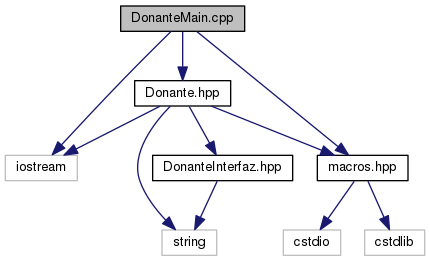 DonanteMain.cpp
Donante.hpp
iostream
DonanteInterfaz.hpp
macros.hpp
string
cstdio
cstdlib